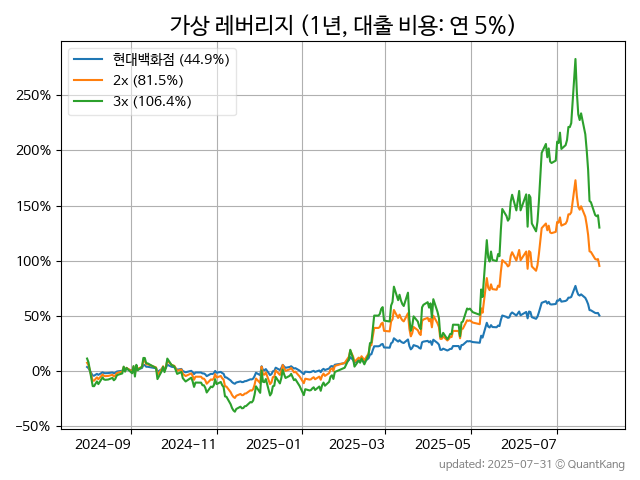 가상 레버리지 (1년, 대출 비용: 연 5%)
현대백화점 (44.9%)
2x (81.5%)
3x (106.4%)
250%
200%
150%
100%
50%
0%
−50%
2024-09
2024-11
2025-01
2025-03
2025-05
2025-07
updated: 2025-07-31 © QuantKang